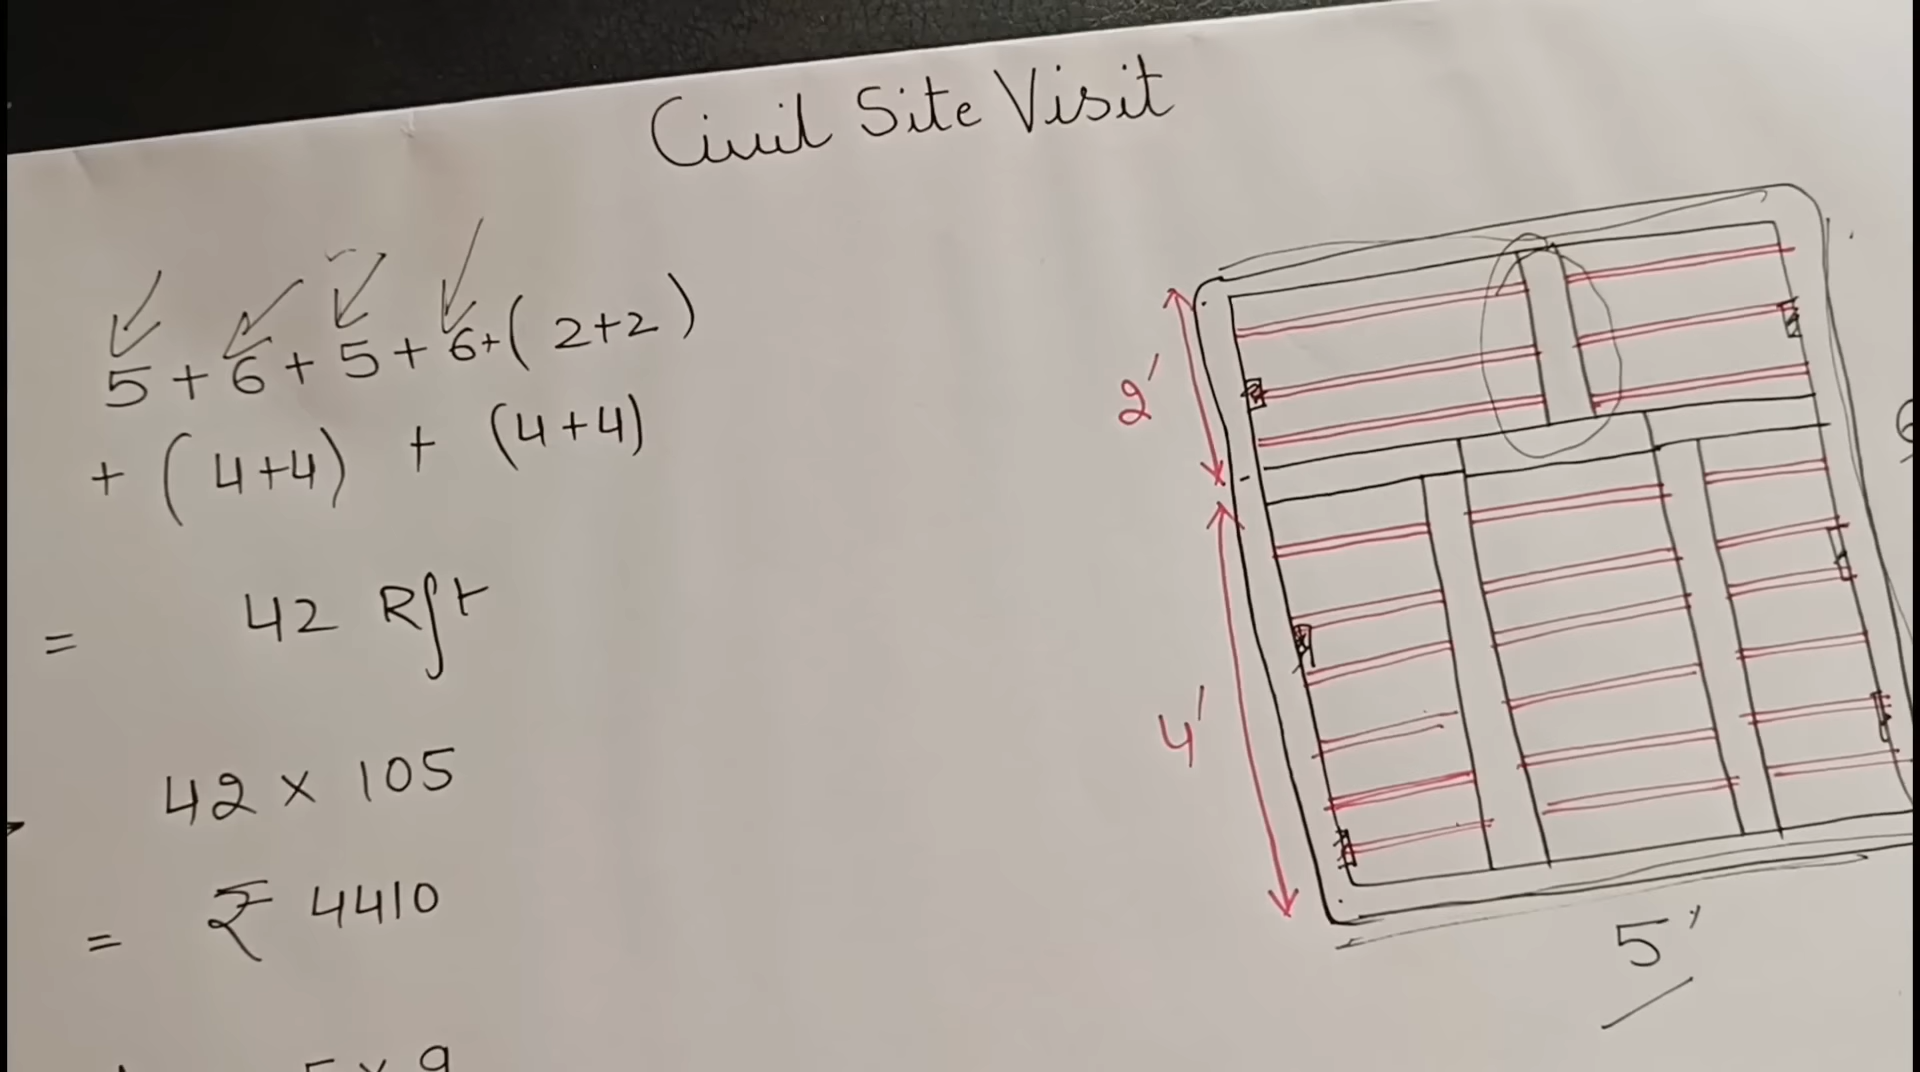 Civil Site Visit
5 + 6 + 5 + 6 + (2+2)
+ (4+4) + (4+4)
= 42 Rft
42 × 105
= ₹ 4410
2'
4'
5'